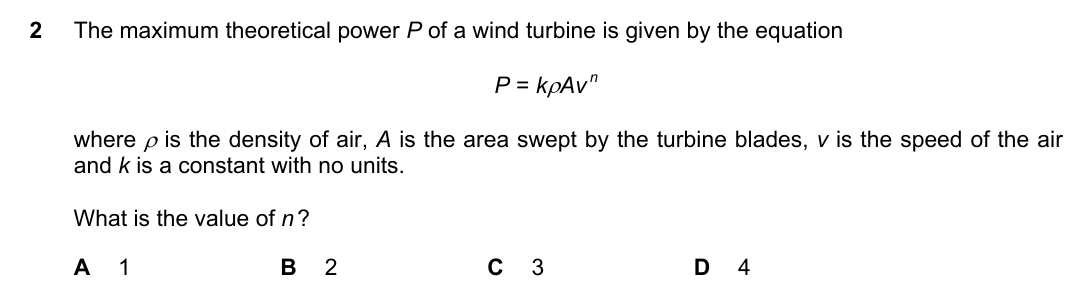 2 The maximum theoretical power P of a wind turbine is given by the equation
P = kρAvⁿ
where ρ is the density of air, A is the area swept by the turbine blades, v is the speed of the air
and k is a constant with no units.
What is the value of n?
A 1 B 2 C 3 D 4